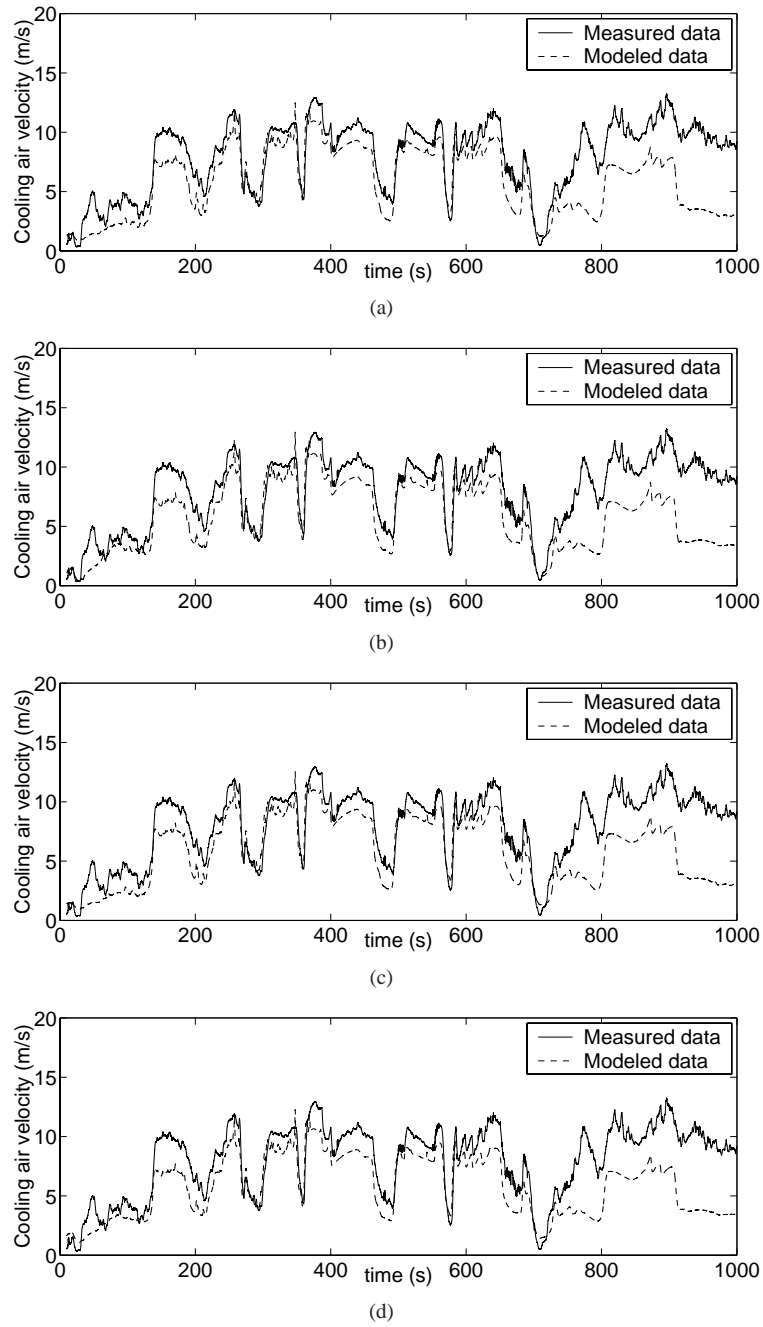 20
15
10
5
0
Cooling air velocity (m/s)
Measured data
Modeled data
0 200 400 600 800 1000
time (s)
(a)
20
15
10
5
0
Cooling air velocity (m/s)
Measured data
Modeled data
0 200 400 600 800 1000
time (s)
(b)
20
15
10
5
0
Cooling air velocity (m/s)
Measured data
Modeled data
0 200 400 600 800 1000
time (s)
(c)
20
15
10
5
0
Cooling air velocity (m/s)
Measured data
Modeled data
0 200 400 600 800 1000
time (s)
(d)